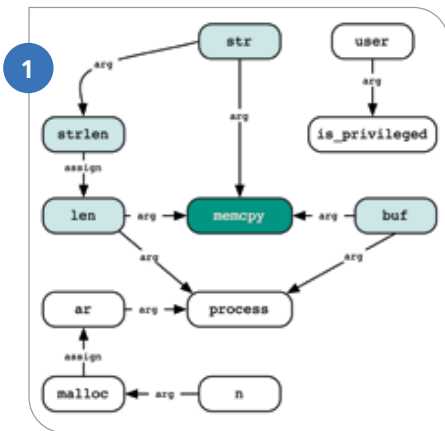 1
str
user
arg
arg
arg
strlen
is_privileged
assign
len
arg
memcpy
arg
buf
arg
arg
ar
arg
process
assign
malloc
arg
n